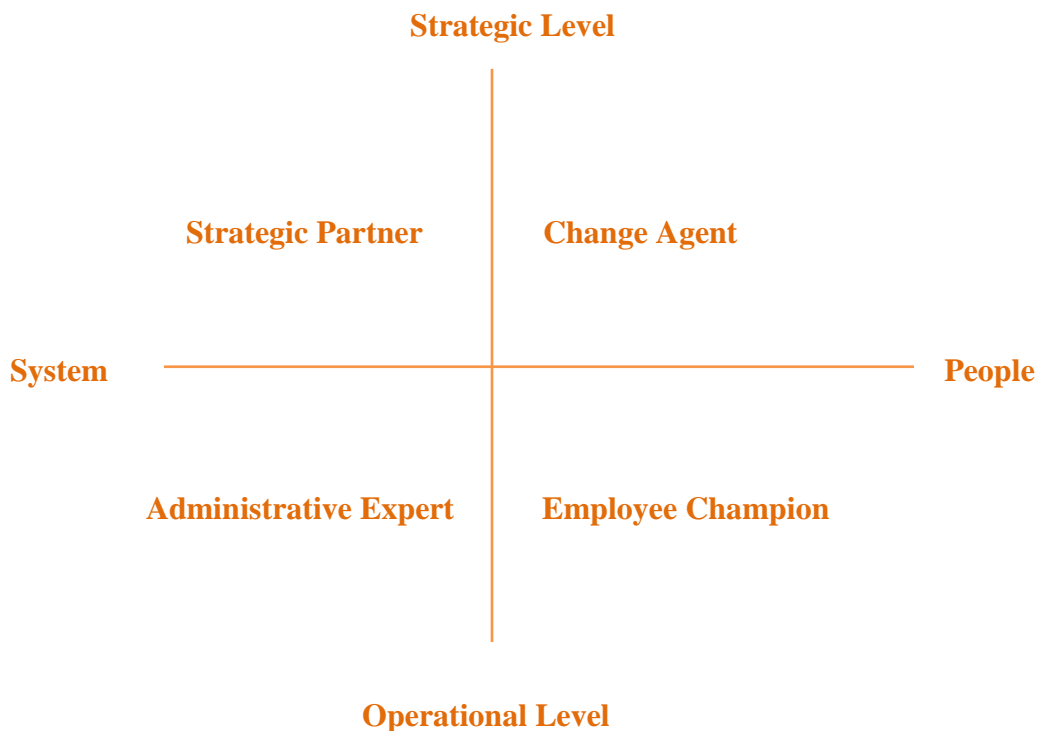 Strategic Level
Strategic Partner
Change Agent
System
People
Administrative Expert
Employee Champion
Operational Level